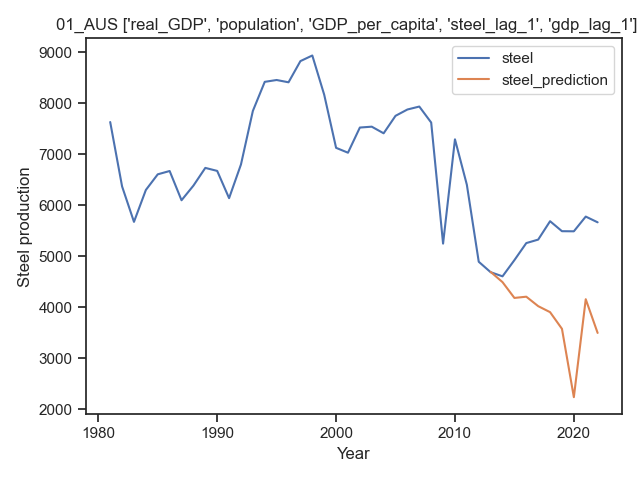 01_AUS ['real_GDP', 'population', 'GDP_per_capita', 'steel_lag_1', 'gdp_lag_1']
steel
steel_prediction
Steel production
9000
8000
7000
6000
5000
4000
3000
2000
1980
1990
2000
2010
2020
Year